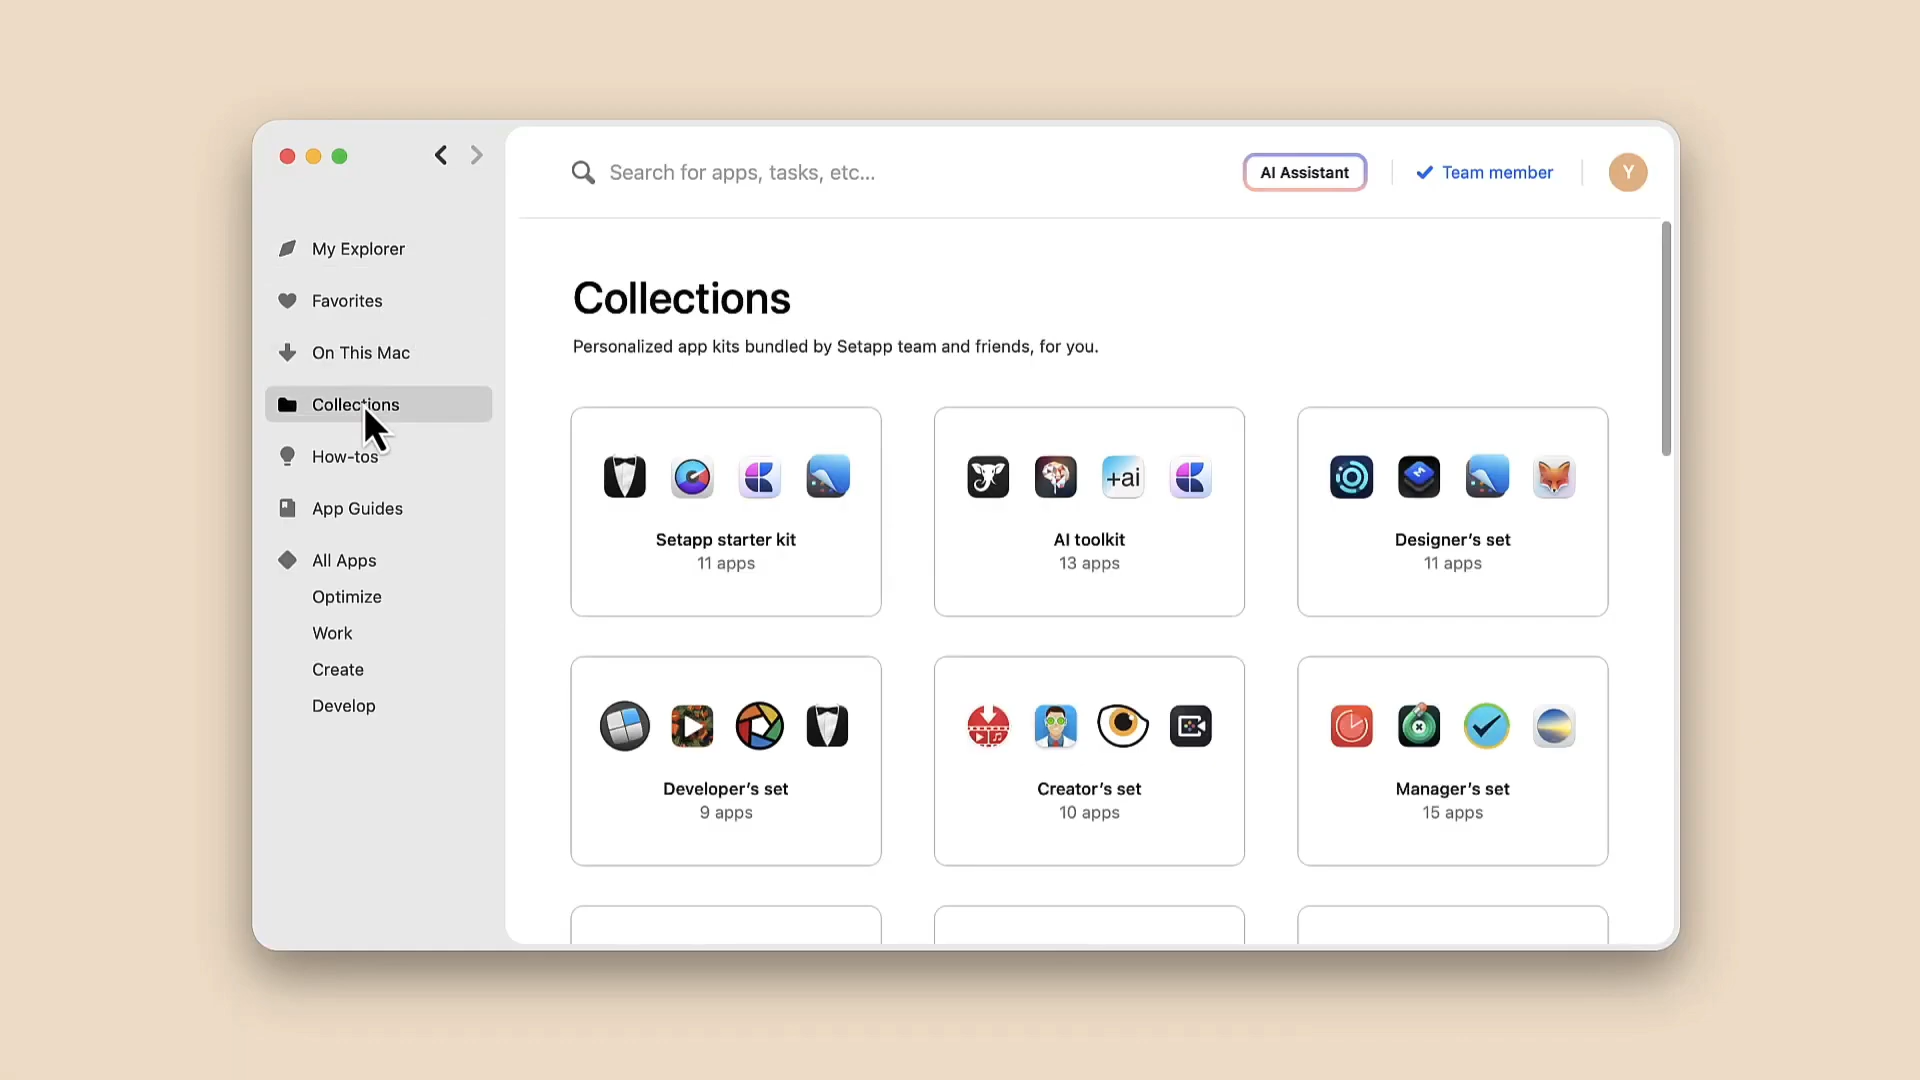 My Explorer
Favorites
On This Mac
Collections
How-tos
App Guides
All Apps
Optimize
Work
Create
Develop
Search for apps, tasks, etc...
AI Assistant
Team member
Y
Collections
Personalized app kits bundled by Setapp team and friends, for you.
Setapp starter kit
11 apps
+ai
AI toolkit
13 apps
Designer’s set
11 apps
Developer’s set
9 apps
Creator’s set
10 apps
Manager’s set
15 apps